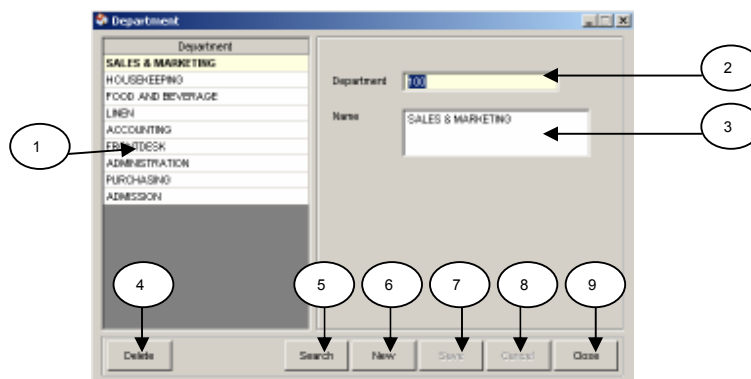 Department
Department
SALES & MARKETING
HOUSEKEEPING
FOOD AND BEVERAGE
LINEN
ACCOUNTING
FRONTDESK
ADMINISTRATION
PURCHASING
ADMISSION
Department 100
Name SALES & MARKETING
1
2
3
4
5
6
7
8
9
Delete
Search
New
Save
Cancel
Close